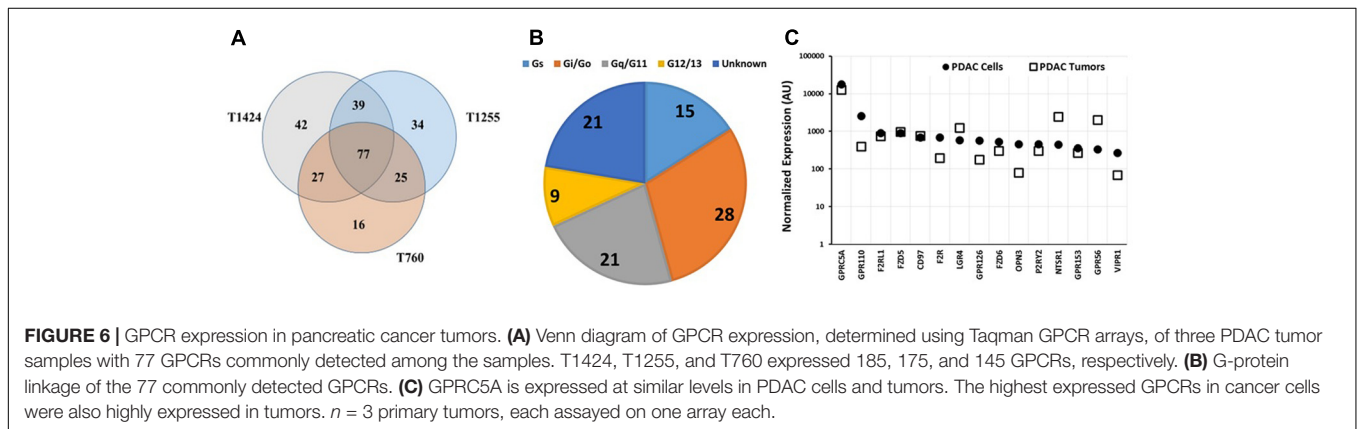 A
T1424
T1255
T760
42
39
34
77
27
25
16
B
Gs Gi/Go Gq/G11 G12/13 Unknown
15
28
21
9
21
C
PDAC Cells PDAC Tumors
Normalized Expression (AU)
100000
10000
1000
100
10
1
GPRC5A
GPR110
F2RL1
FZD5
CD97
F2R
LGR4
GPR126
FZD6
OPN3
P2RY2
NTSR1
GPR153
GPR56
VIPR1
FIGURE 6 | GPCR expression in pancreatic cancer tumors. (A) Venn diagram of GPCR expression, determined using Taqman GPCR arrays, of three PDAC tumor
samples with 77 GPCRs commonly detected among the samples. T1424, T1255, and T760 expressed 185, 175, and 145 GPCRs, respectively. (B) G-protein
linkage of the 77 commonly detected GPCRs. (C) GPRC5A is expressed at similar levels in PDAC cells and tumors. The highest expressed GPCRs in cancer cells
were also highly expressed in tumors. n = 3 primary tumors, each assayed on one array each.